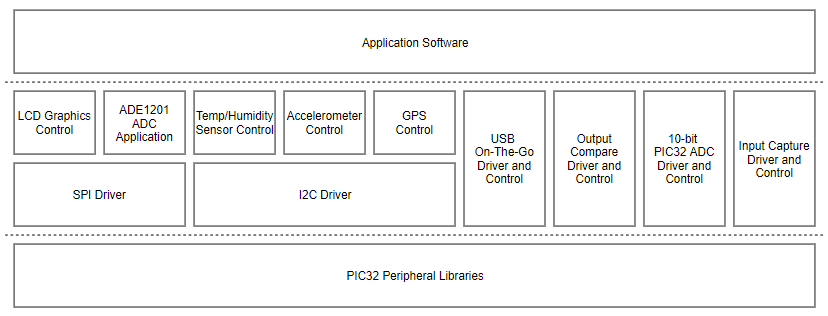 Application Software
LCD Graphics
Control
ADE1201
ADC
Application
Temp/Humidity
Sensor Control
Accelerometer
Control
GPS
Control
USB
On-The-Go
Driver and
Control
Output
Compare
Driver and
Control
10-bit
PIC32 ADC
Driver and
Control
Input Capture
Driver and
Control
SPI Driver
I2C Driver
PIC32 Peripheral Libraries